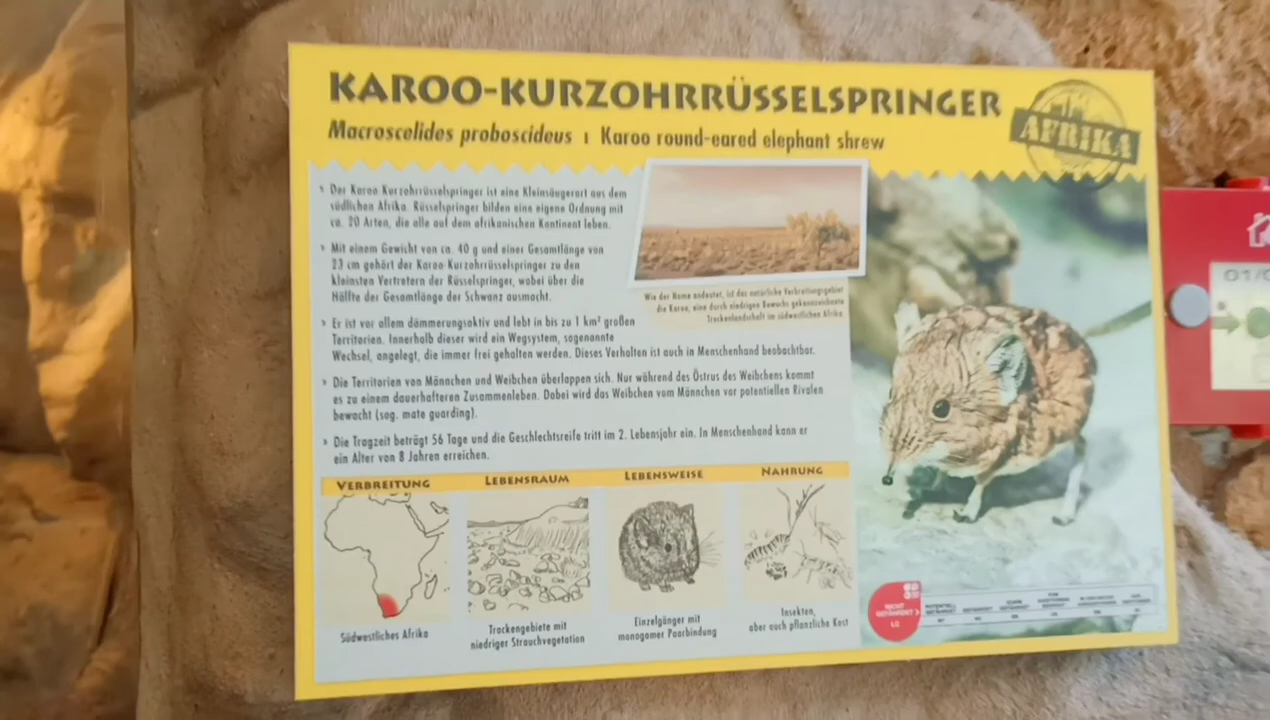 KAROO-KURZOHRRÜSSELSPRINGER
Macroscelides proboscideus | Karoo round-eared elephant shrew
AFRIKA
» Der Karoo Kurzohrrüsselspringer ist eine Kleinsäugerart aus dem
südlichen Afrika. Rüsselspringer bilden eine eigene Ordnung mit
ca. 20 Arten, die alle auf dem afrikanischen Kontinent leben.
» Mit einem Gewicht von ca. 40 g und einer Gesamtlänge von
23 cm gehört der Karoo-Kurzohrrüsselspringer zu den
kleinsten Vertretern der Rüsselspringer, wobei über die
Hälfte der Gesamtlänge der Schwanz ausmacht.
Wie der Name andeutet, ist das natürliche Verbreitungsgebiet
die Karoo, eine durch niedrigen Bewuchs gekennzeichnete
Trockenlandschaft im südwestlichen Afrika
» Er ist vor allem dämmerungsaktiv und lebt in bis zu 1 km² großen
Territorien. Innerhalb dieser wird ein Wegsystem, sogenannte
Wechsel, angelegt, die immer frei gehalten werden. Dieses Verhalten ist auch in Menschenhand beobachtbar.
» Die Territorien von Männchen und Weibchen überlappen sich. Nur während des Östrus des Weibchens kommt
es zu einem dauerhafteren Zusammenleben. Dabei wird das Weibchen vom Männchen vor potentiellen Rivalen
bewacht (sog. mate guarding).
» Die Tragzeit beträgt 56 Tage und die Geschlechtsreife tritt im 2. Lebensjahr ein. In Menschenhand kann er
ein Alter von 8 Jahren erreichen.
VERBREITUNG
LEBENSRAUM
LEBENSWEISE
NAHRUNG
Südwestliches Afrika
Trockengebiete mit
niedriger Strauchvegetation
Einzelgänger mit
monogamer Paarbindung
Insekten,
aber auch pflanzliche Kost
NICHT
GEFÄHRDET
LC